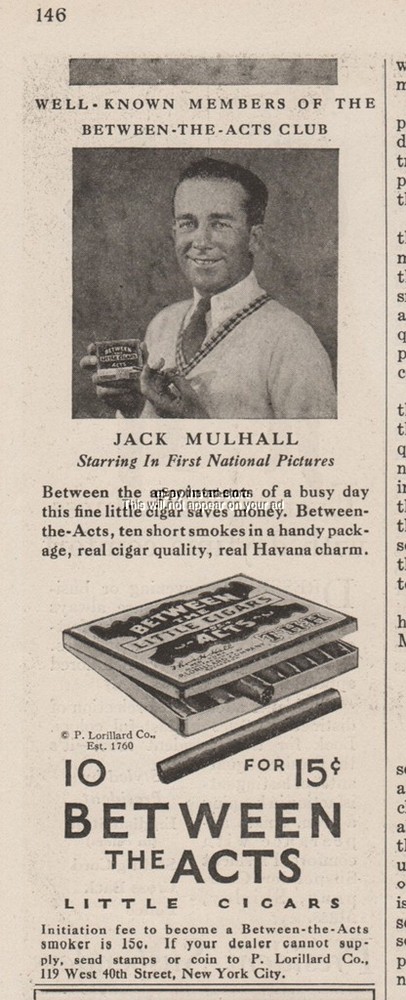 146
WELL-KNOWN MEMBERS OF THE
BETWEEN-THE-ACTS CLUB
BETWEEN
ACTS
JACK MULHALL
Starring In First National Pictures
Between the of a busy day
This will not appear on your ad
this fine little cigar saves money. Between-
the-Acts, ten short smokes in a handy pack-
age, real cigar quality, real Havana charm.
BETWEEN
THE
LITTLE CIGARS
ACTS
© P. Lorillard Co.,
Est. 1760
10 FOR 15¢
BETWEEN
THE ACTS
LITTLE CIGARS
Initiation fee to become a Between-the-Acts
smoker is 15c. If your dealer cannot sup-
ply, send stamps or coin to P. Lorillard Co.,
119 West 40th Street, New York City.